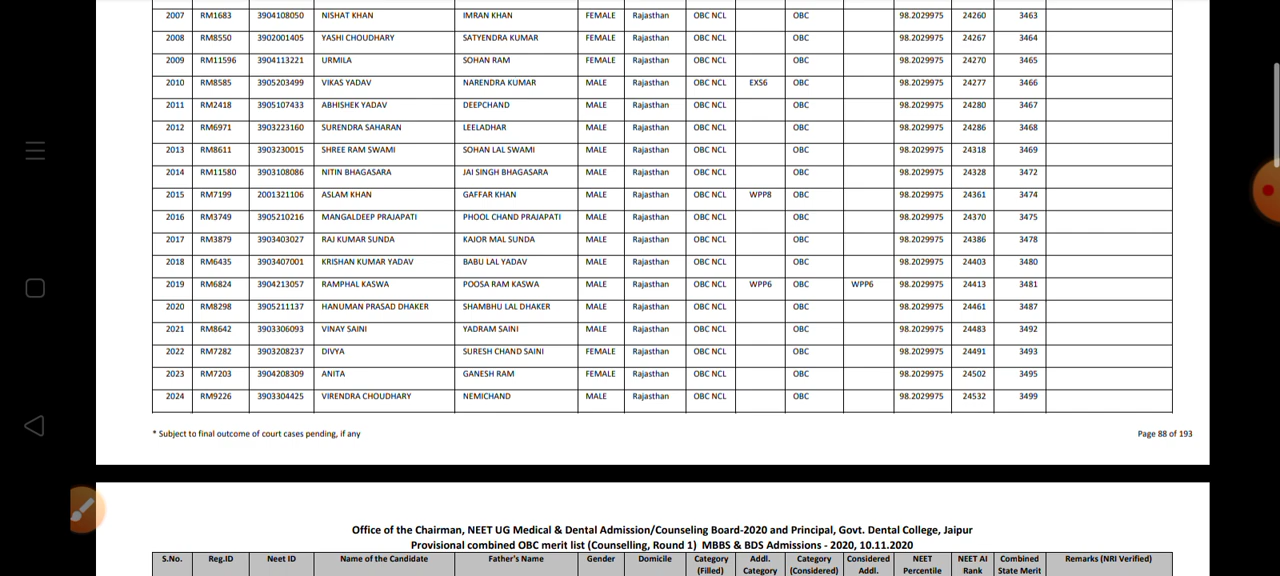 2007 RM1683 3904108050 NISHAT KHAN IMRAN KHAN FEMALE Rajasthan OBC NCL OBC 98.2029975 24260 3463
2008 RM8550 3902001405 YASHI CHOUDHARY SATYENDRA KUMAR FEMALE Rajasthan OBC NCL OBC 98.2029975 24267 3464
2009 RM11596 3904113221 URMILA SOHAN RAM FEMALE Rajasthan OBC NCL OBC 98.2029975 24270 3465
2010 RM8585 3905203499 VIKAS YADAV NARENDRA KUMAR MALE Rajasthan OBC NCL EXS6 OBC 98.2029975 24277 3466
2011 RM2418 3905107433 ABHISHEK YADAV DEEPCHAND MALE Rajasthan OBC NCL OBC 98.2029975 24280 3467
2012 RM6971 3903223160 SURENDRA SAHARAN LEELADHAR MALE Rajasthan OBC NCL OBC 98.2029975 24286 3468
2013 RM8611 3903230015 SHREE RAM SWAMI SOHAN LAL SWAMI MALE Rajasthan OBC NCL OBC 98.2029975 24318 3469
2014 RM11580 3903108086 NITIN BHAGASARA JAI SINGH BHAGASARA MALE Rajasthan OBC NCL OBC 98.2029975 24328 3472
2015 RM7199 2001321106 ASLAM KHAN GAFFAR KHAN MALE Rajasthan OBC NCL WPP8 OBC 98.2029975 24361 3474
2016 RM3749 3905210216 MANGALDEEP PRAJAPATI PHOOL CHAND PRAJAPATI MALE Rajasthan OBC NCL OBC 98.2029975 24370 3475
2017 RM3879 3903403027 RAJ KUMAR SUNDA KAJOR MAL SUNDA MALE Rajasthan OBC NCL OBC 98.2029975 24386 3478
2018 RM6435 3903407001 KRISHAN KUMAR YADAV BABU LAL YADAV MALE Rajasthan OBC NCL OBC 98.2029975 24403 3480
2019 RM6824 3904213057 RAMPHAL KASWA POOSA RAM KASWA MALE Rajasthan OBC NCL WPP6 OBC WPP6 98.2029975 24413 3481
2020 RM8298 3905211137 HANUMAN PRASAD DHAKER SHAMBHU LAL DHAKER MALE Rajasthan OBC NCL OBC 98.2029975 24461 3487
2021 RM8642 3903306093 VINAY SAINI YADRAM SAINI MALE Rajasthan OBC NCL OBC 98.2029975 24483 3492
2022 RM7282 3903208237 DIVYA SURESH CHAND SAINI FEMALE Rajasthan OBC NCL OBC 98.2029975 24491 3493
2023 RM7203 3904208309 ANITA GANESH RAM FEMALE Rajasthan OBC NCL OBC 98.2029975 24502 3495
2024 RM9226 3903304425 VIRENDRA CHOUDHARY NEMICHAND MALE Rajasthan OBC NCL OBC 98.2029975 24532 3499
* Subject to final outcome of court cases pending, if any Page 88 of 193
Office of the Chairman, NEET UG Medical & Dental Admission/Counseling Board-2020 and Principal, Govt. Dental College, Jaipur
Provisional combined OBC merit list (Counselling, Round 1) MBBS & BDS Admissions - 2020, 10.11.2020
S.No. Reg.ID Neet ID Name of the Candidate Father's Name Gender Domicile Category Addl. Category Considered NEET NEET AI Combined Remarks (NRI Verified)
(Filled) Category (Considered) Addl. Percentile Rank State Merit